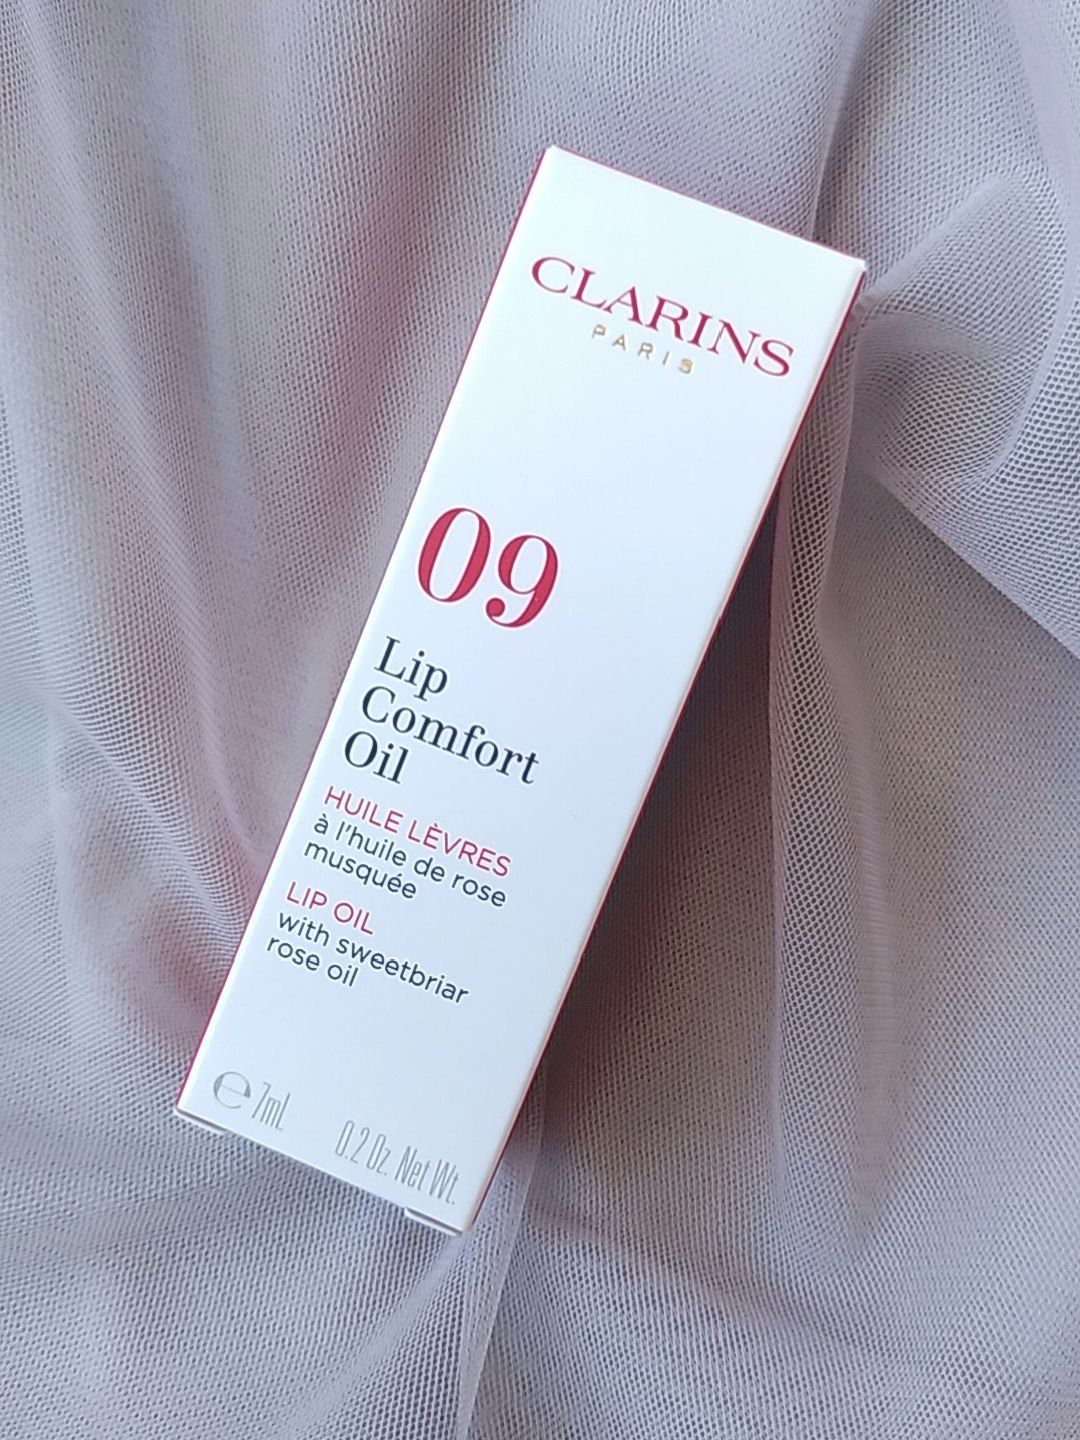 CLARINS
PARIS
09
Lip
Comfort
Oil
HUILE LÈVRES
à l'huile de rose
musquée
LIP OIL
with sweetbriar
rose oil
℮ 7mL 0.2 Oz. Net Wt.